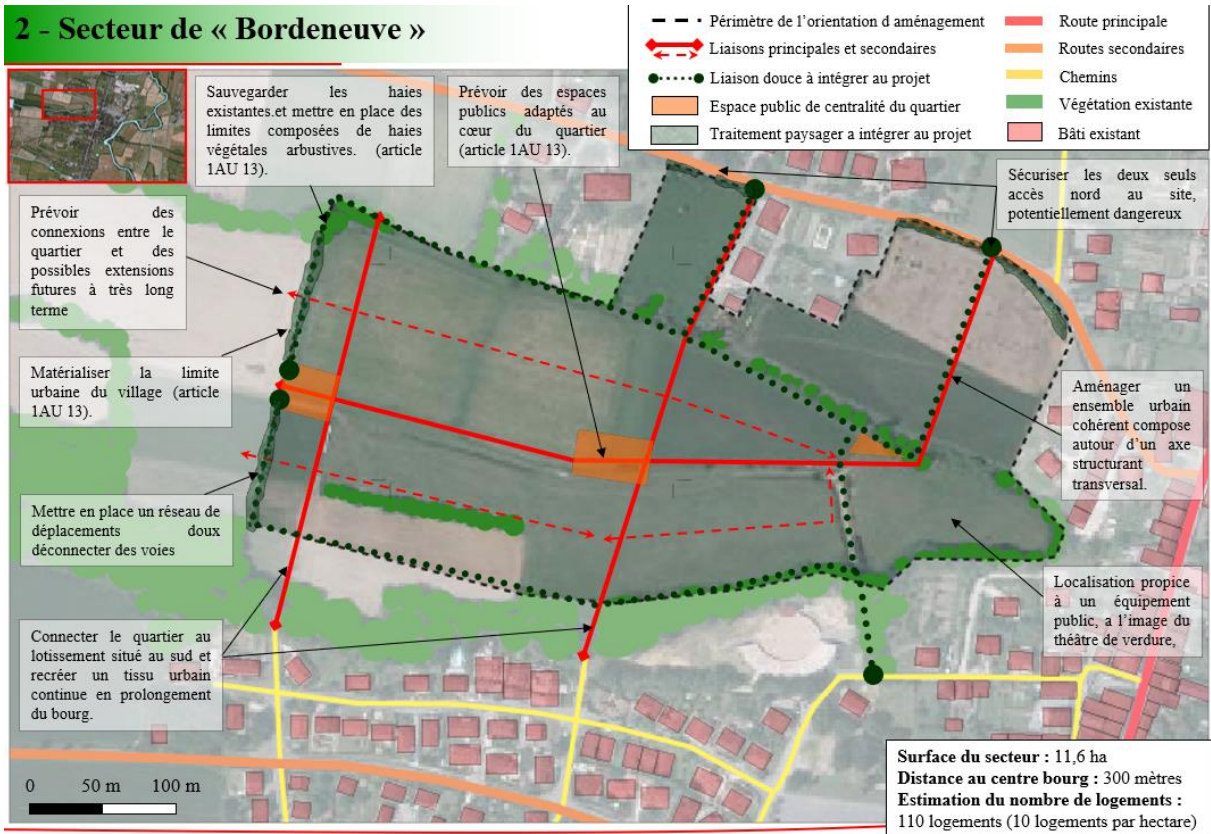 2 - Secteur de « Bordeneuve »
Périmètre de l'orientation d aménagement
Liaisons principales et secondaires
Liaison douce à intégrer au projet
Espace public de centralité du quartier
Traitement paysager a intégrer au projet
Route principale
Routes secondaires
Chemins
Végétation existante
Bâti existant
Sauvegarder les haies
existantes.et mettre en place des
limites composées de haies
végétales arbustives. (article
1AU 13).
Prévoir des espaces
publics adaptés au
cœur du quartier
(article 1AU 13).
Sécuriser les deux seuls
accès nord au site,
potentiellement dangereux
Prévoir des
connexions entre le
quartier et des
possibles extensions
futures à très long
terme
Matérialiser la limite
urbaine du village (article
1AU 13).
Aménager un
ensemble urbain
cohérent compose
autour d'un axe
structurant
transversal.
Mettre en place un réseau de
déplacements doux
déconnecter des voies
Localisation propice
à un équipement
public, a l'image du
théâtre de verdure,
Connecter le quartier au
lotissement situé au sud et
recréer un tissu urbain
continue en prolongement
du bourg.
0 50 m 100 m
Surface du secteur : 11,6 ha
Distance au centre bourg : 300 mètres
Estimation du nombre de logements :
110 logements (10 logements par hectare)